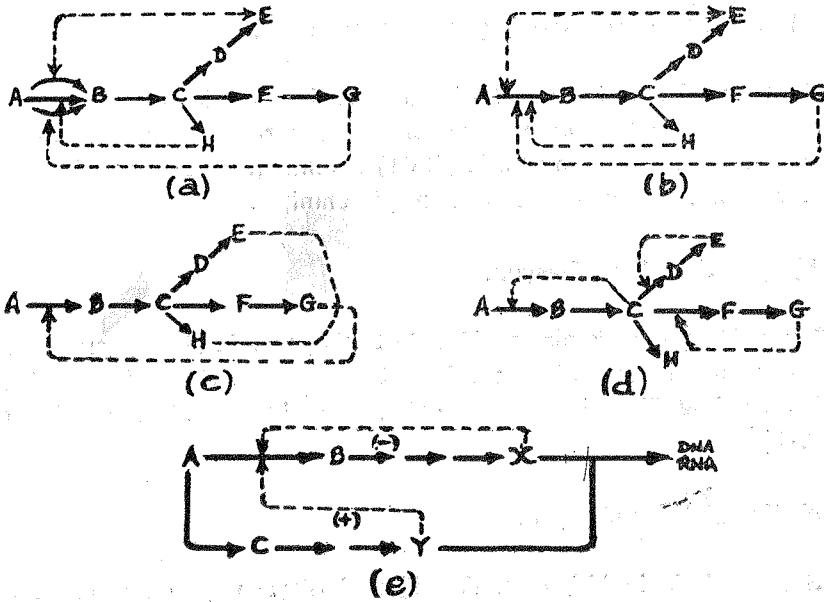 E
D
A B C E G
H
(a)
E
D
A B C F G
H
(b)
E
D
A B C F G
H
(c)
E
D
A B C F G
H
(d)
A B (-) X DNA
RNA
(+)
C Y
(e)